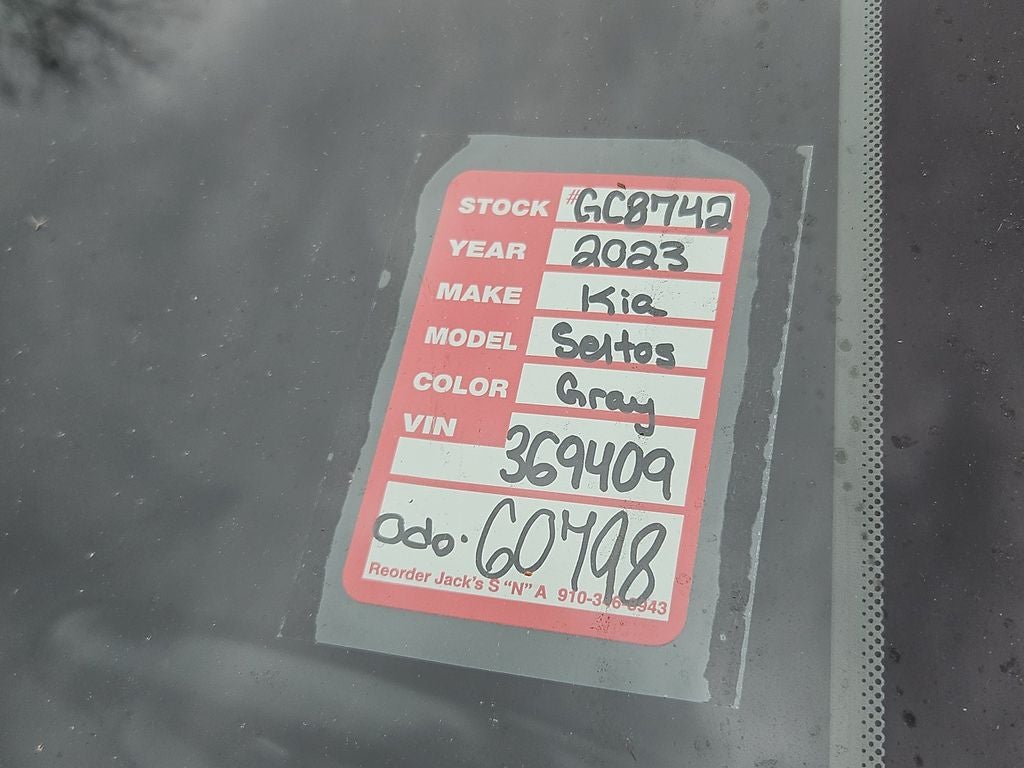 STOCK #GC8742
YEAR 2023
MAKE Kia
MODEL Seltos
COLOR Gray
VIN 369409
Odo. 60798
Reorder Jack's S "N" A